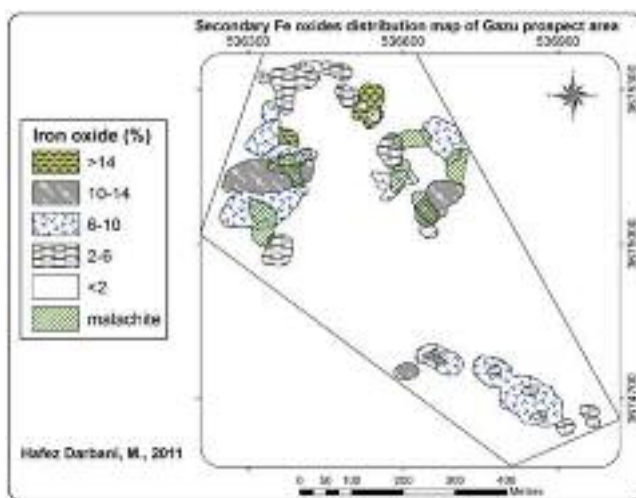 Secondary Fe oxides distribution map of Gazu prospect area
536300 536600 536900
Iron oxide (%)
>14
10-14
6-10
2-6
<2
malachite
Hafez Darbani, M., 2011
0 50 100 200 300 400
Metres